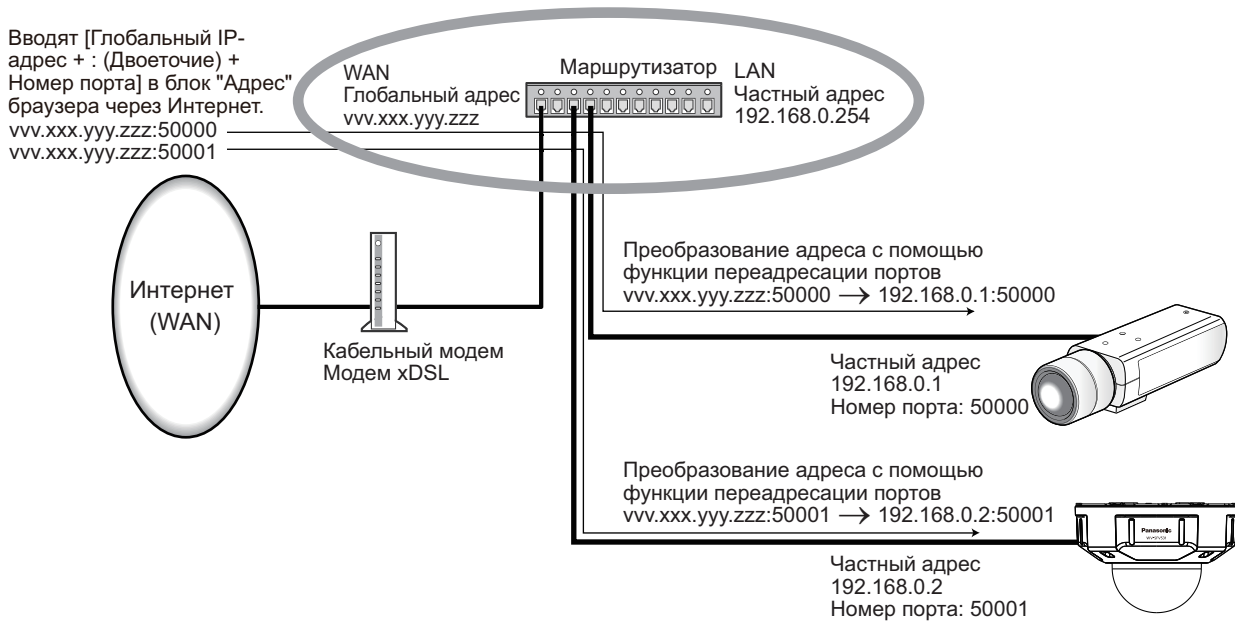 Вводят [Глобальный IP-
адрес + : (Двоеточие) +
Номер порта] в блок "Адрес"
браузера через Интернет.
vvv.xxx.yyy.zzz:50000
vvv.xxx.yyy.zzz:50001
WAN
Глобальный адрес
vvv.xxx.yyy.zzz
Маршрутизатор
LAN
Частный адрес
192.168.0.254
Интернет
(WAN)
Кабельный модем
Модем xDSL
Преобразование адреса с помощью
функции переадресации портов
vvv.xxx.yyy.zzz:50000 → 192.168.0.1:50000
Частный адрес
192.168.0.1
Номер порта: 50000
Преобразование адреса с помощью
функции переадресации портов
vvv.xxx.yyy.zzz:50001 → 192.168.0.2:50001
Частный адрес
192.168.0.2
Номер порта: 50001
Panasonic